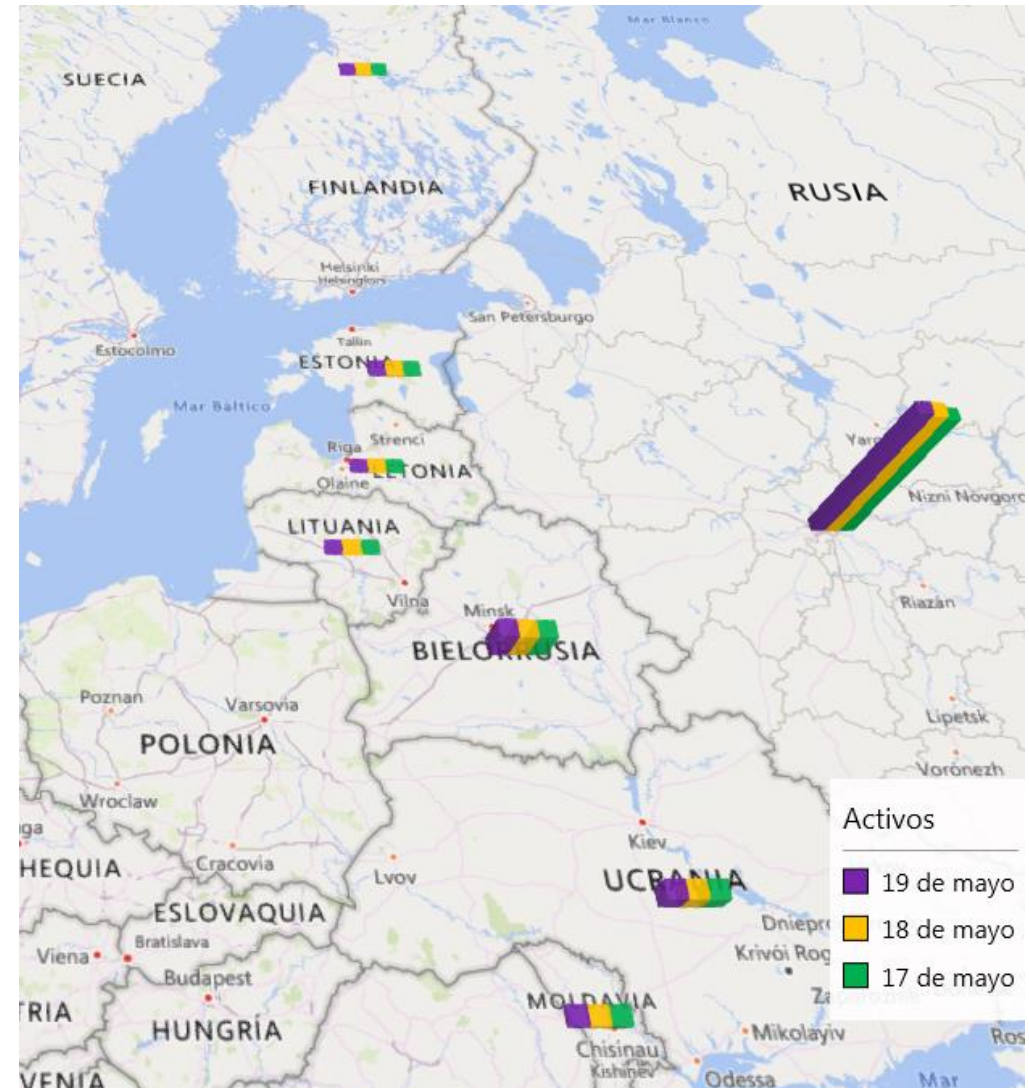 Mar Blanco
SUECIA
FINLANDIA
RUSIA
Helsinki
Helsingfors
San Petersburgo
Estocolmo
Tallin
ESTONIA
Mar Báltico
Strenci
Riga
Olaine
LETONIA
Nizni Novgoro
LITUANIA
Vilna
Riazán
Minsk
BIELORRUSIA
Poznan
Varsovia
Lipetsk
POLONIA
Voronezh
Wroclaw
Activos
Kiev
Cracovia
Lvov
HEQUIA
UCRANIA
19 de mayo
ESLOVAQUIA
Dniepr
18 de mayo
Bratislava
Viena
Krivói Rog
Budapest
17 de mayo
MOLDAVIA
TRIA
HUNGRÍA
Mikolayiv
Ros
Chisinau
Kishinev
VENIA
Odessa
Mar